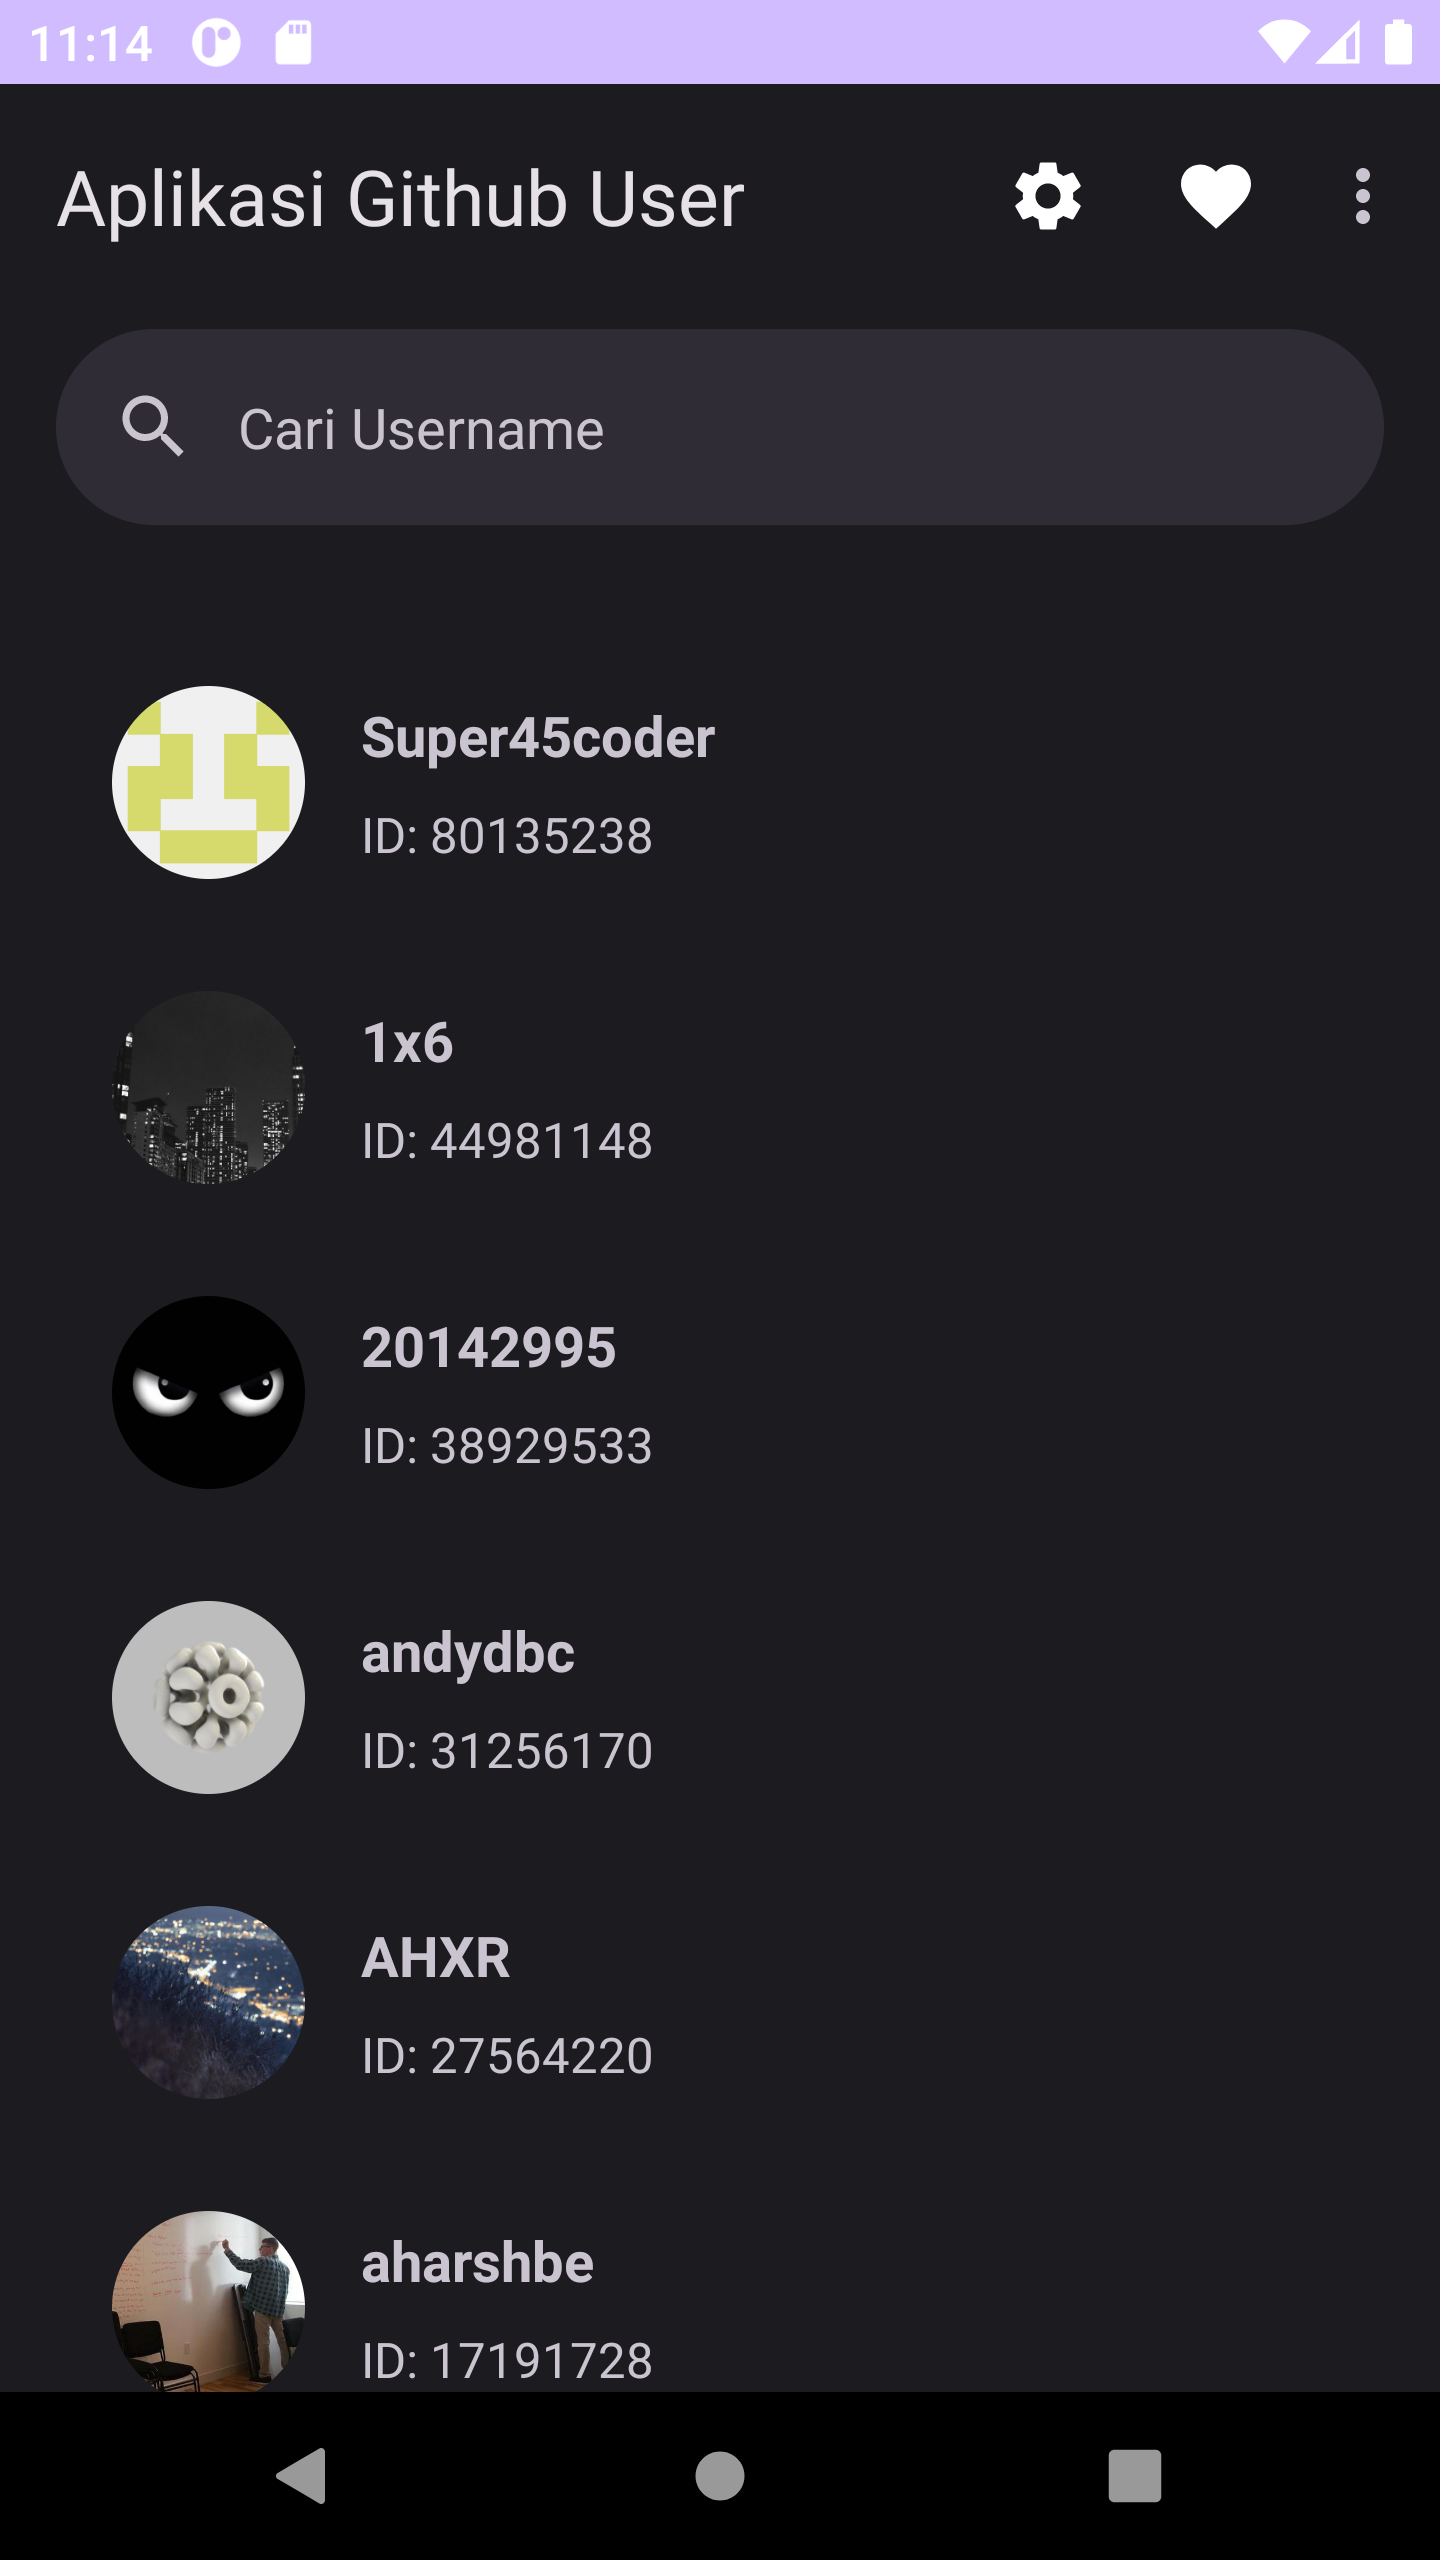 11:14
Aplikasi Github User
Cari Username
Super45coder
ID: 80135238
1x6
ID: 44981148
20142995
ID: 38929533
andydbc
ID: 31256170
AHXR
ID: 27564220
aharshbe
ID: 17191728